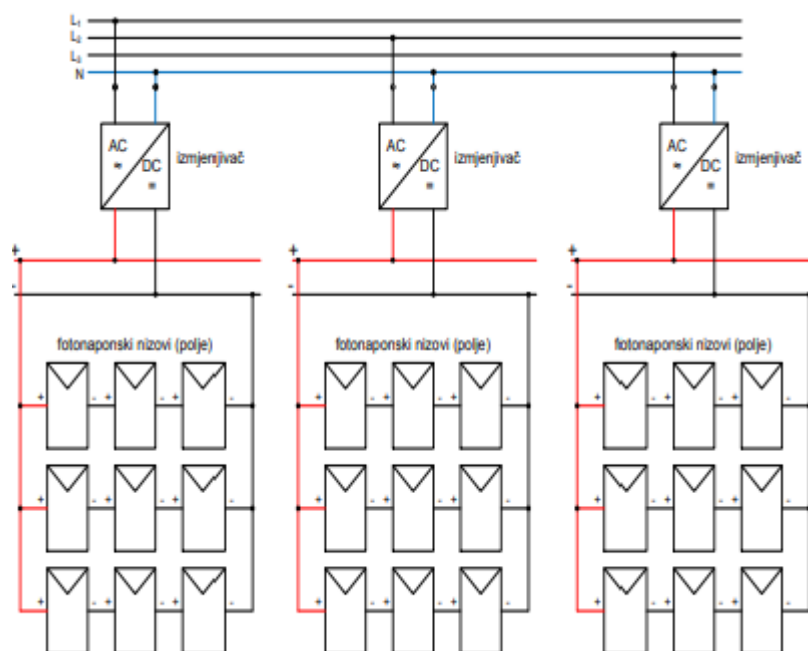 L₁
L₂
L₃
N
AC ≈ DC = izmjenjivač
AC ≈ DC = izmjenjivač
AC ≈ DC = izmjenjivač
+ + +
- - -
fotonaponski nizovi (polje) fotonaponski nizovi (polje) fotonaponski nizovi (polje)
+ - + - + - + - + - + - + - + - + -
+ - + - + - + - + - + - + - + - + -
+ - + - + - + - + - + - + - + - + -